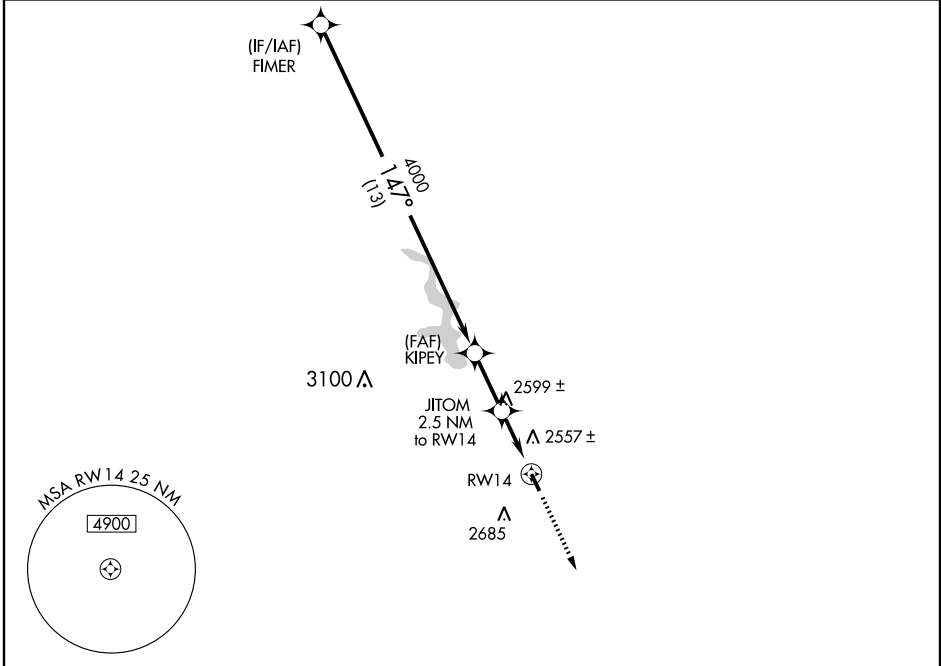 (IF/IAF)
FIMER
4000
147°
(13)
(FAF)
KIPEY
3100
2599 ±
JITOM
2.5 NM
to RW14
2557 ±
RW14
2685
MSA RW14 25 NM
4900